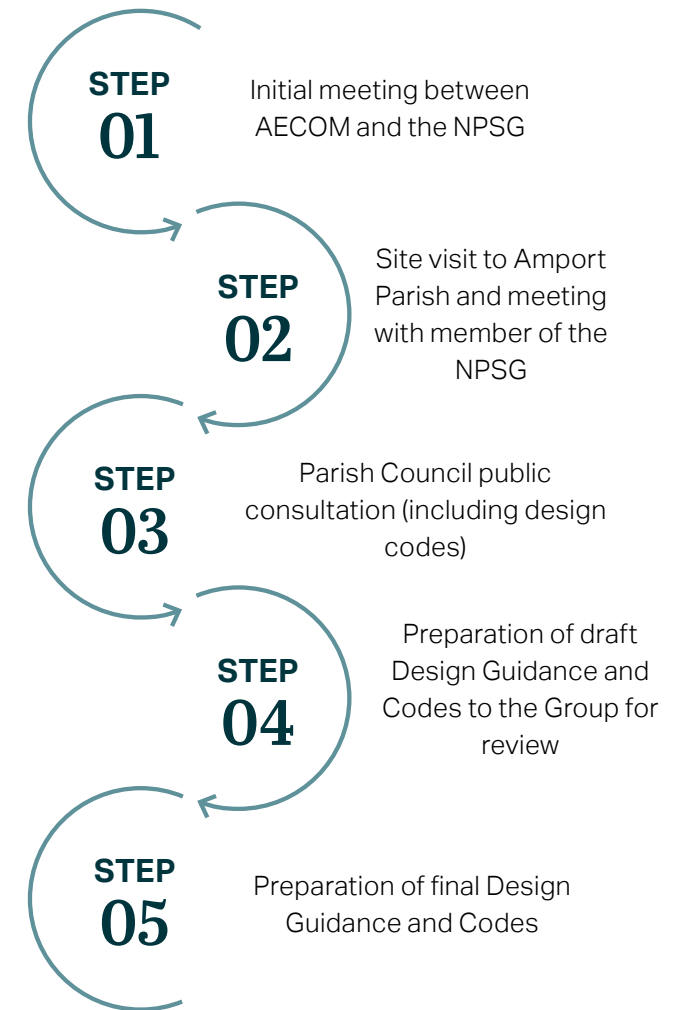 STEP
01
Initial meeting between
AECOM and the NPSG
STEP
02
Site visit to Amport
Parish and meeting
with member of the
NPSG
STEP
03
Parish Council public
consultation (including design
codes)
STEP
04
Preparation of draft
Design Guidance and
Codes to the Group for
review
STEP
05
Preparation of final Design
Guidance and Codes